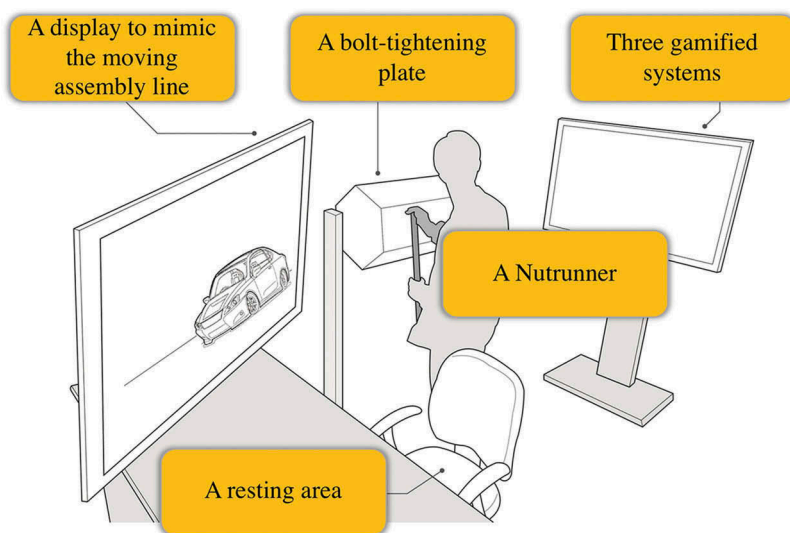 A display to mimic
the moving
assembly line
A bolt-tightening
plate
Three gamified
systems
A Nutrunner
A resting area